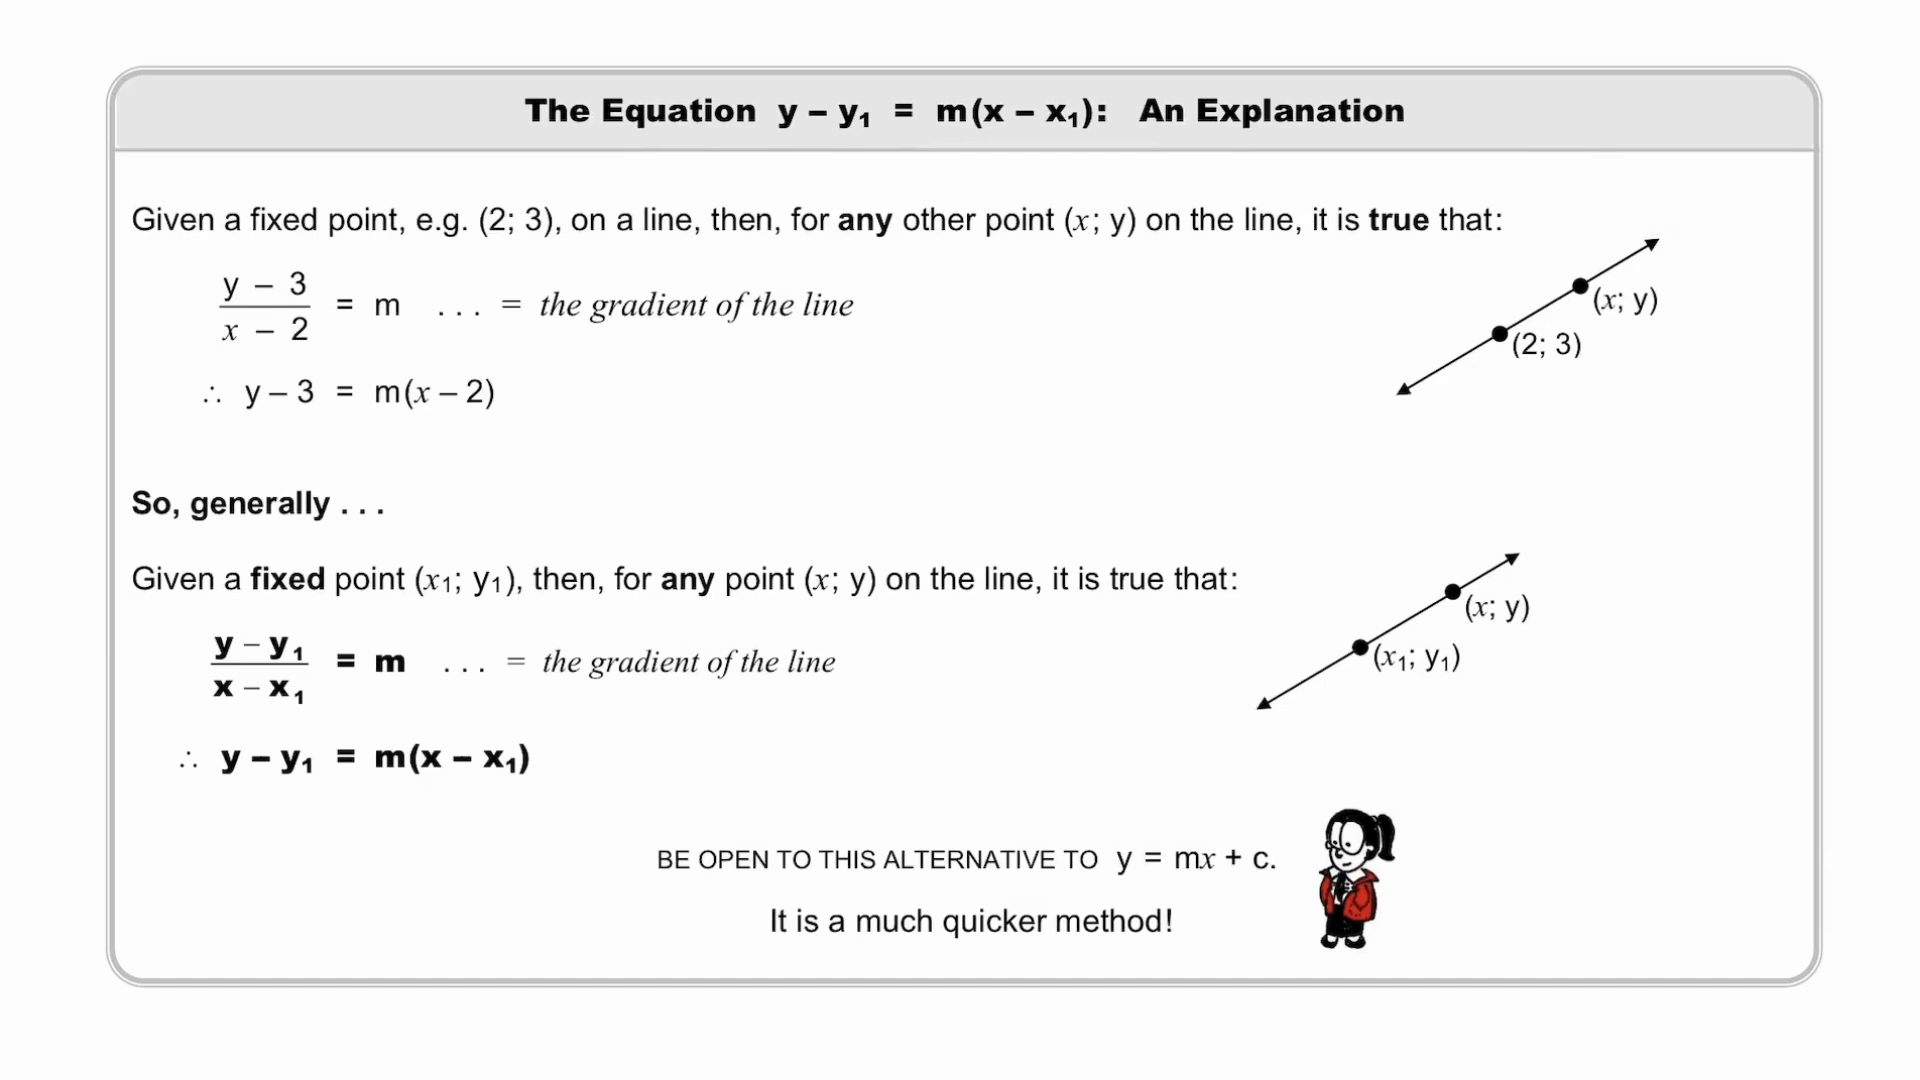 The Equation y – y₁ = m(x – x₁): An Explanation
Given a fixed point, e.g. (2; 3), on a line, then, for any other point (x; y) on the line, it is true that:
(x; y)
(2; 3)
y – 3
x – 2
= m . . . = the gradient of the line
∴ y – 3 = m(x – 2)
So, generally . . .
Given a fixed point (x₁; y₁), then, for any point (x; y) on the line, it is true that:
(x; y)
(x₁; y₁)
y – y₁
x – x₁
= m . . . = the gradient of the line
∴ y – y₁ = m(x – x₁)
BE OPEN TO THIS ALTERNATIVE TO y = mx + c.
It is a much quicker method!